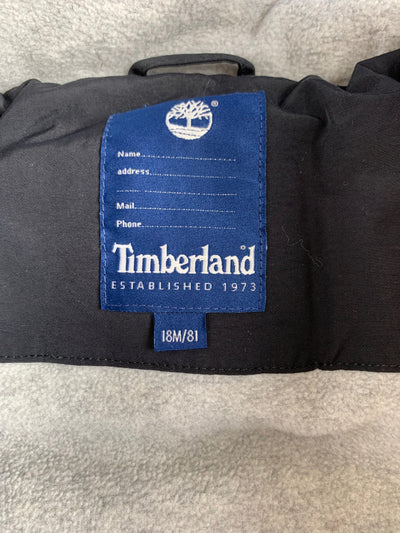 ®
Name..............................
address..........................
......................................
Mail................................
Phone............................
Timberland
ESTABLISHED 1973
18M/81